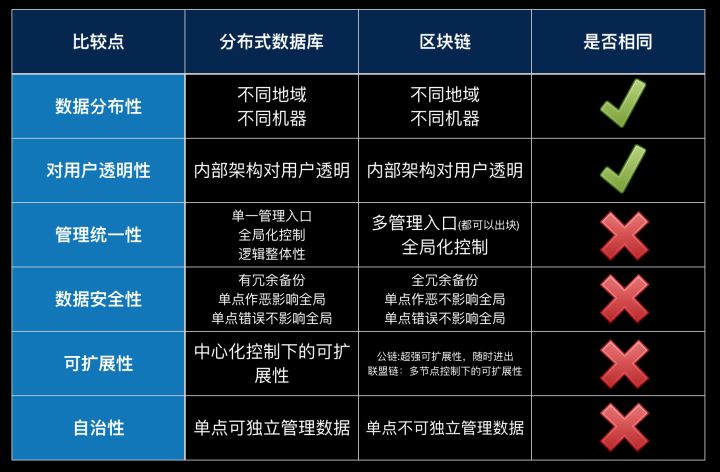 比较点
分布式数据库
区块链
是否相同
数据分布性
不同地域
不同机器
不同地域
不同机器
对用户透明性
内部架构对用户透明
内部架构对用户透明
管理统一性
单一管理入口
全局化控制
逻辑整体性
多管理入口(都可以出块)
全局化控制
数据安全性
有冗余备份
单点作恶影响全局
单点错误不影响全局
全冗余备份
单点作恶不影响全局
单点错误不影响全局
可扩展性
中心化控制下的可扩
展性
公链:超强可扩展性，随时进出
联盟链：多节点控制下的可扩展性
自治性
单点可独立管理数据
单点不可独立管理数据